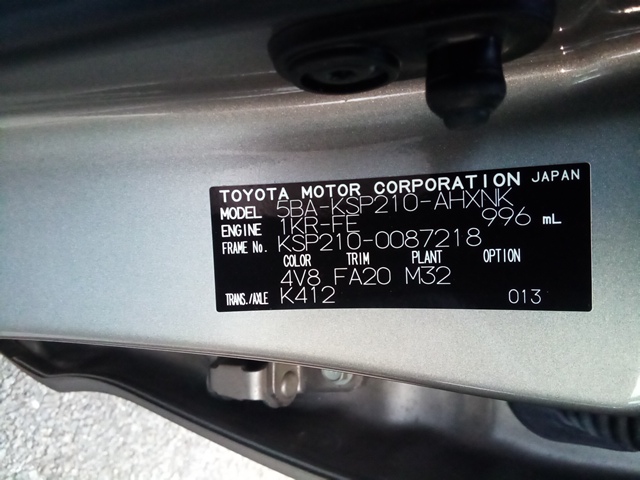 TOYOTA MOTOR CORPORATION JAPAN
MODEL 5BA-KSP210-AHXNK
ENGINE 1KR-FE 996 mL
FRAME No. KSP210-0087218
COLOR TRIM PLANT OPTION
4V8 FA20 M32
TRANS./AXLE K412 013